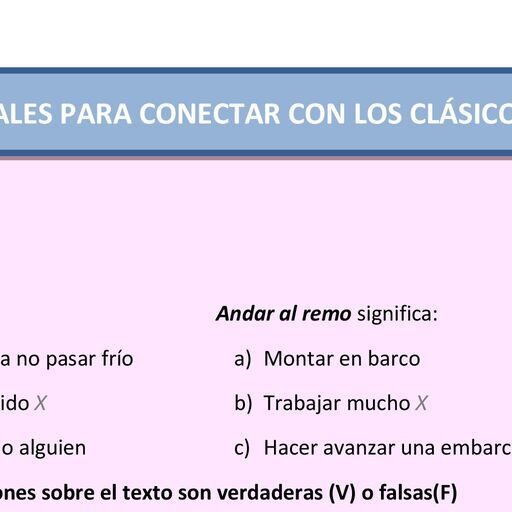 ALES PARA CONECTAR CON LOS CLÁSICO
Andar al remo significa:
a no pasar frío
a) Montar en barco
ido X
b) Trabajar mucho X
o alguien
c) Hacer avanzar una embarc
ones sobre el texto son verdaderas (V) o falsas(F)